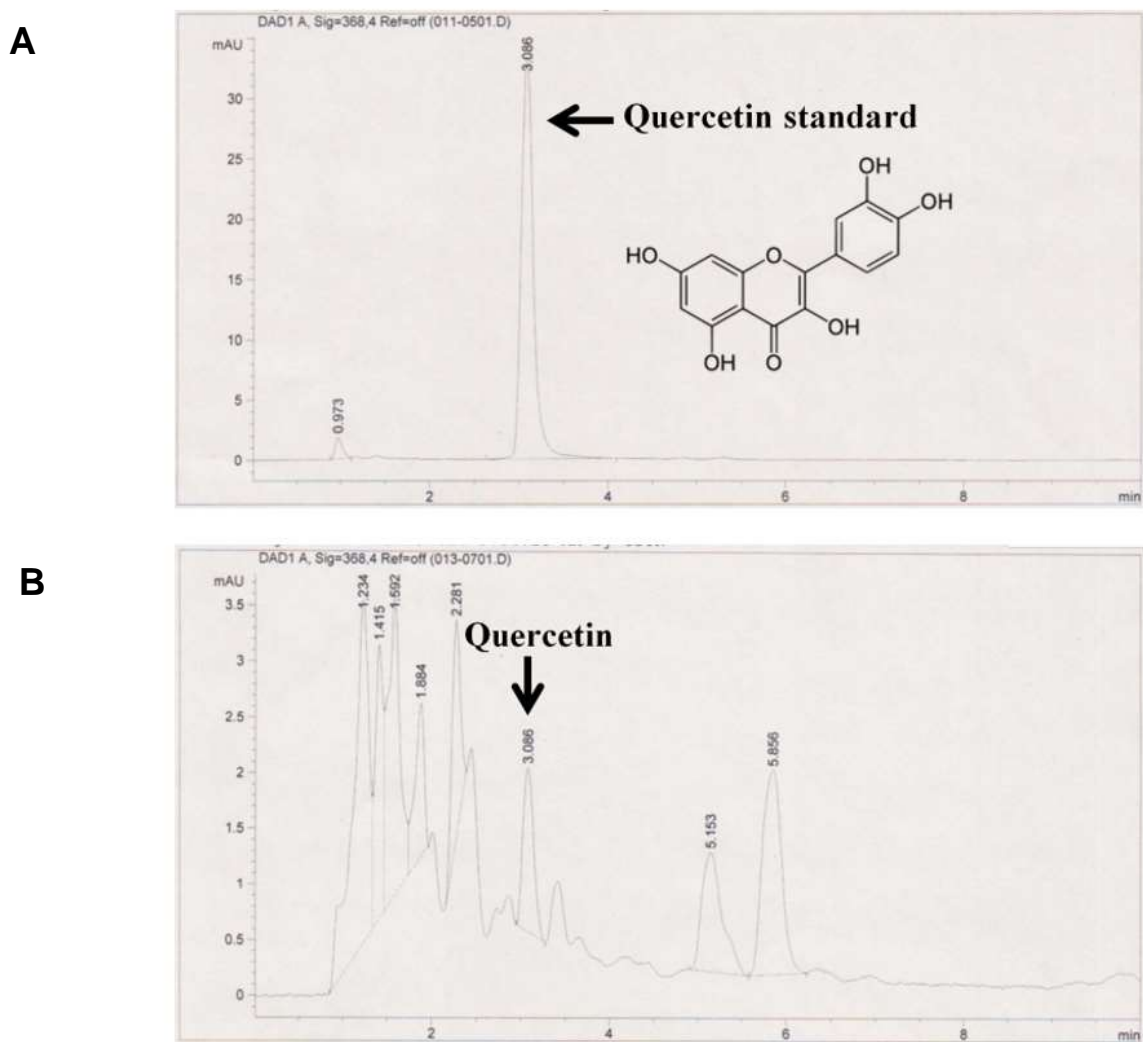 A
DAD1 A, Sig=368,4 Ref=off (011-0501.D)
mAU
3.086
30
25
20
15
10
5
0
0.973
Quercetin standard
OH
OH
HO
O
OH
OH
O
2
4
6
8
min
B
DAD1 A, Sig=368,4 Ref=off (013-0701.D)
mAU
3.5
3
2.5
2
1.5
1
0.5
0
1.234
1.415
1.592
1.884
2.281
Quercetin
3.086
5.153
5.856
2
4
6
8
min